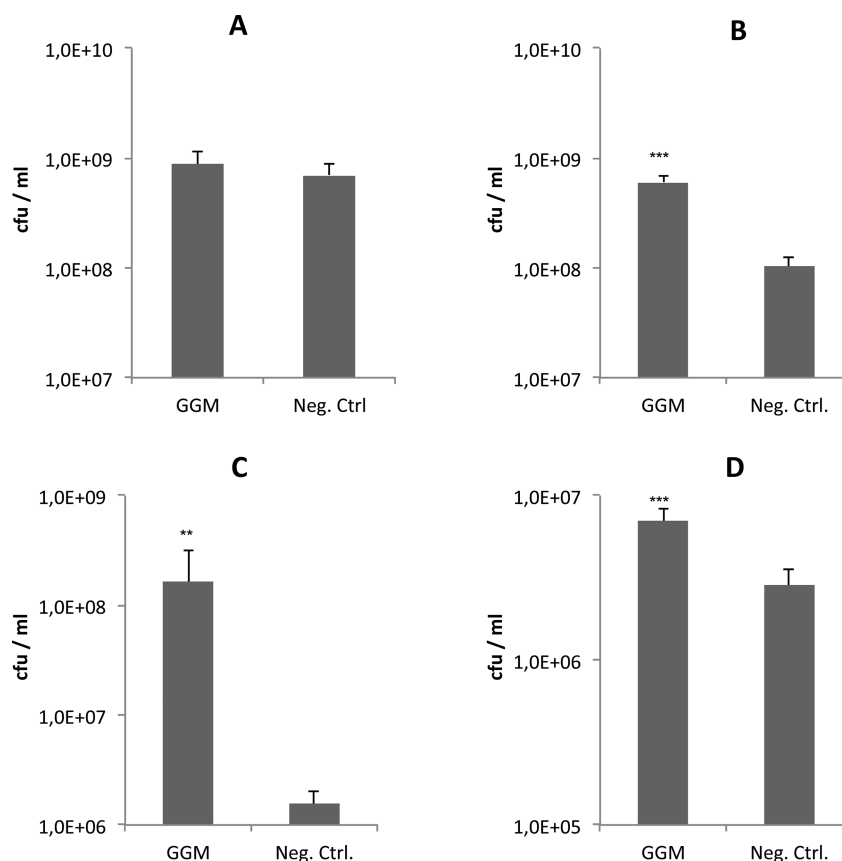 A
1,0E+10
1,0E+09
1,0E+08
1,0E+07
cfu / ml
GGM
Neg. Ctrl
B
1,0E+10
1,0E+09
1,0E+08
1,0E+07
cfu / ml
***
GGM
Neg. Ctrl.
C
1,0E+09
1,0E+08
1,0E+07
1,0E+06
cfu / ml
**
GGM
Neg. Ctrl.
D
1,0E+07
1,0E+06
1,0E+05
cfu / ml
***
GGM
Neg. Ctrl.